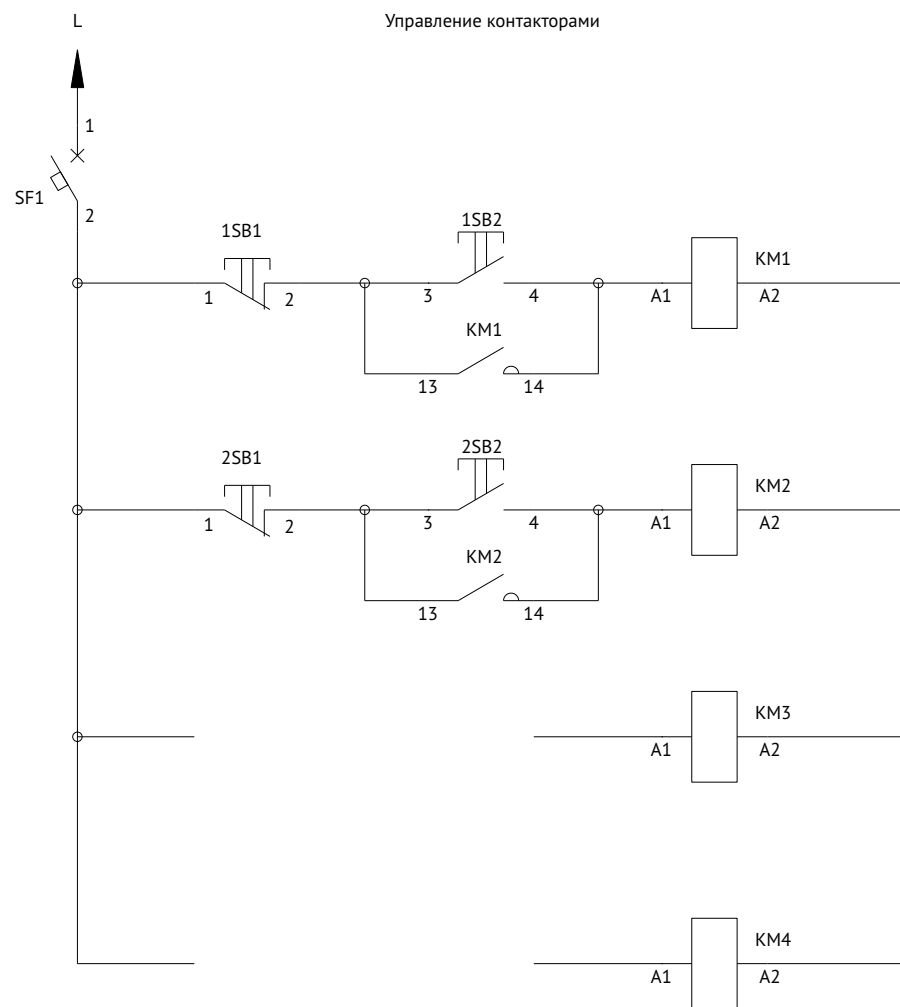 L
Управление контакторами
1
SF1
2
1SB1
1SB2
KM1
1
2
3
4
A1
A2
KM1
13
14
2SB1
2SB2
KM2
1
2
3
4
A1
A2
KM2
13
14
KM3
A1
A2
KM4
A1
A2